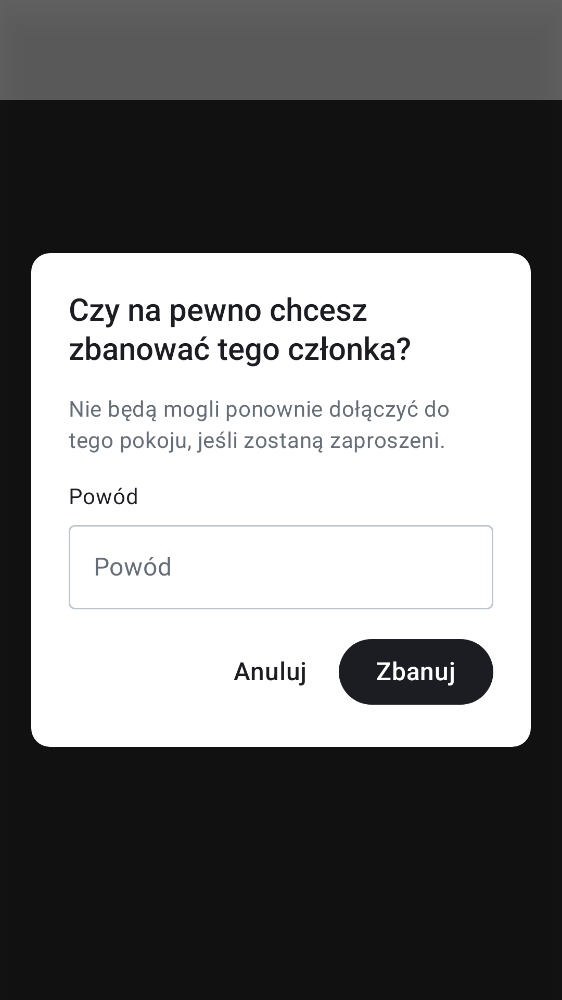 Czy na pewno chcesz
zbanować tego członka?
Nie będą mogli ponownie dołączyć do
tego pokoju, jeśli zostaną zaproszeni.
Powód
Powód
Anuluj
Zbanuj